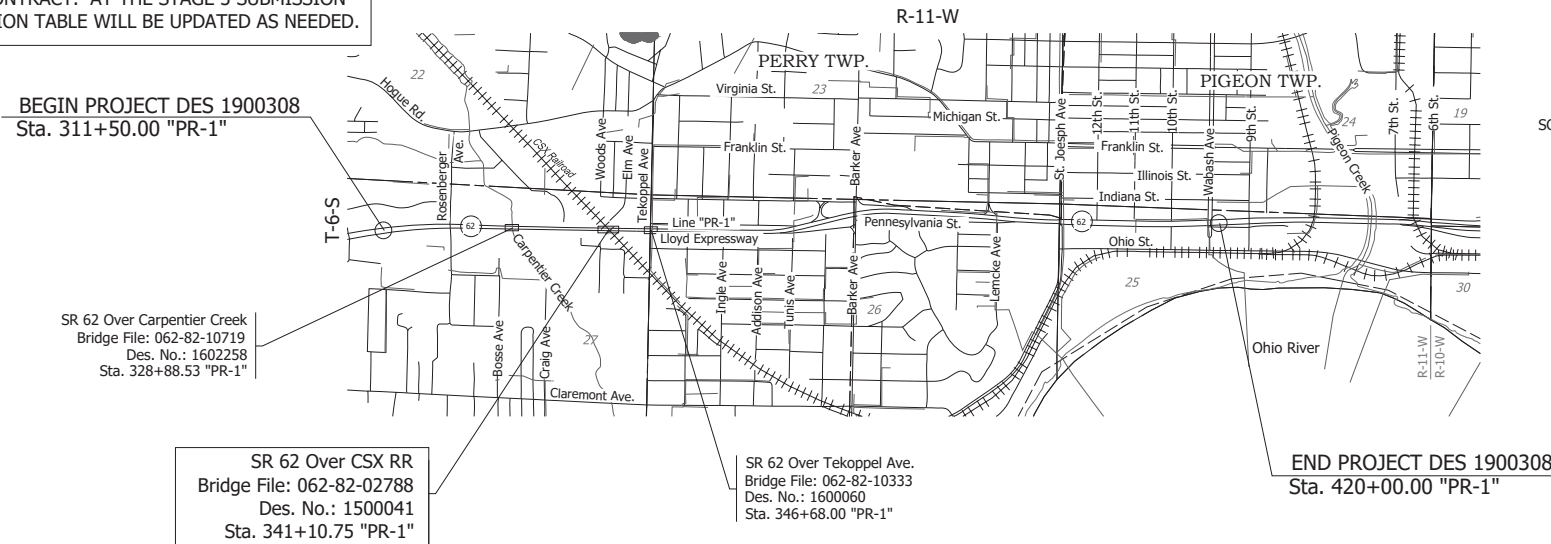 CONTRACT. AT THE STAGE 3 SUBMISSION
ION TABLE WILL BE UPDATED AS NEEDED.
R-11-W
PERRY TWP.
PIGEON TWP.
22
23
24
19
Hogue Rd.
Virginia St.
Michigan St.
BEGIN PROJECT DES 1900308
Sta. 311+50.00 "PR-1"
Rosenberger Ave.
CSX Railroad
Woods Ave
Elm Ave
Tekoppel Ave
Franklin St.
Barker Ave
St. Joesph Ave
12th St.
11th St.
10th St.
Wabash Ave
9th St.
Pigeon Creek
7th St.
6th St.
Franklin St.
Illinois St.
Indiana St.
SC
T-6-S
62
Line "PR-1"
Lloyd Expressway
Pennsylvania St.
62
Ohio St.
Carpentier Creek
Ingle Ave
Addison Ave
Tunis Ave
Barker Ave
Lemcke Ave
25
26
27
30
SR 62 Over Carpentier Creek
Bridge File: 062-82-10719
Des. No.: 1602258
Sta. 328+88.53 "PR-1"
Bosse Ave
Craig Ave
Claremont Ave.
Ohio River
R-11-W
R-10-W
SR 62 Over CSX RR
Bridge File: 062-82-02788
Des. No.: 1500041
Sta. 341+10.75 "PR-1"
SR 62 Over Tekoppel Ave.
Bridge File: 062-82-10333
Des. No.: 1600060
Sta. 346+68.00 "PR-1"
END PROJECT DES 1900308
Sta. 420+00.00 "PR-1"